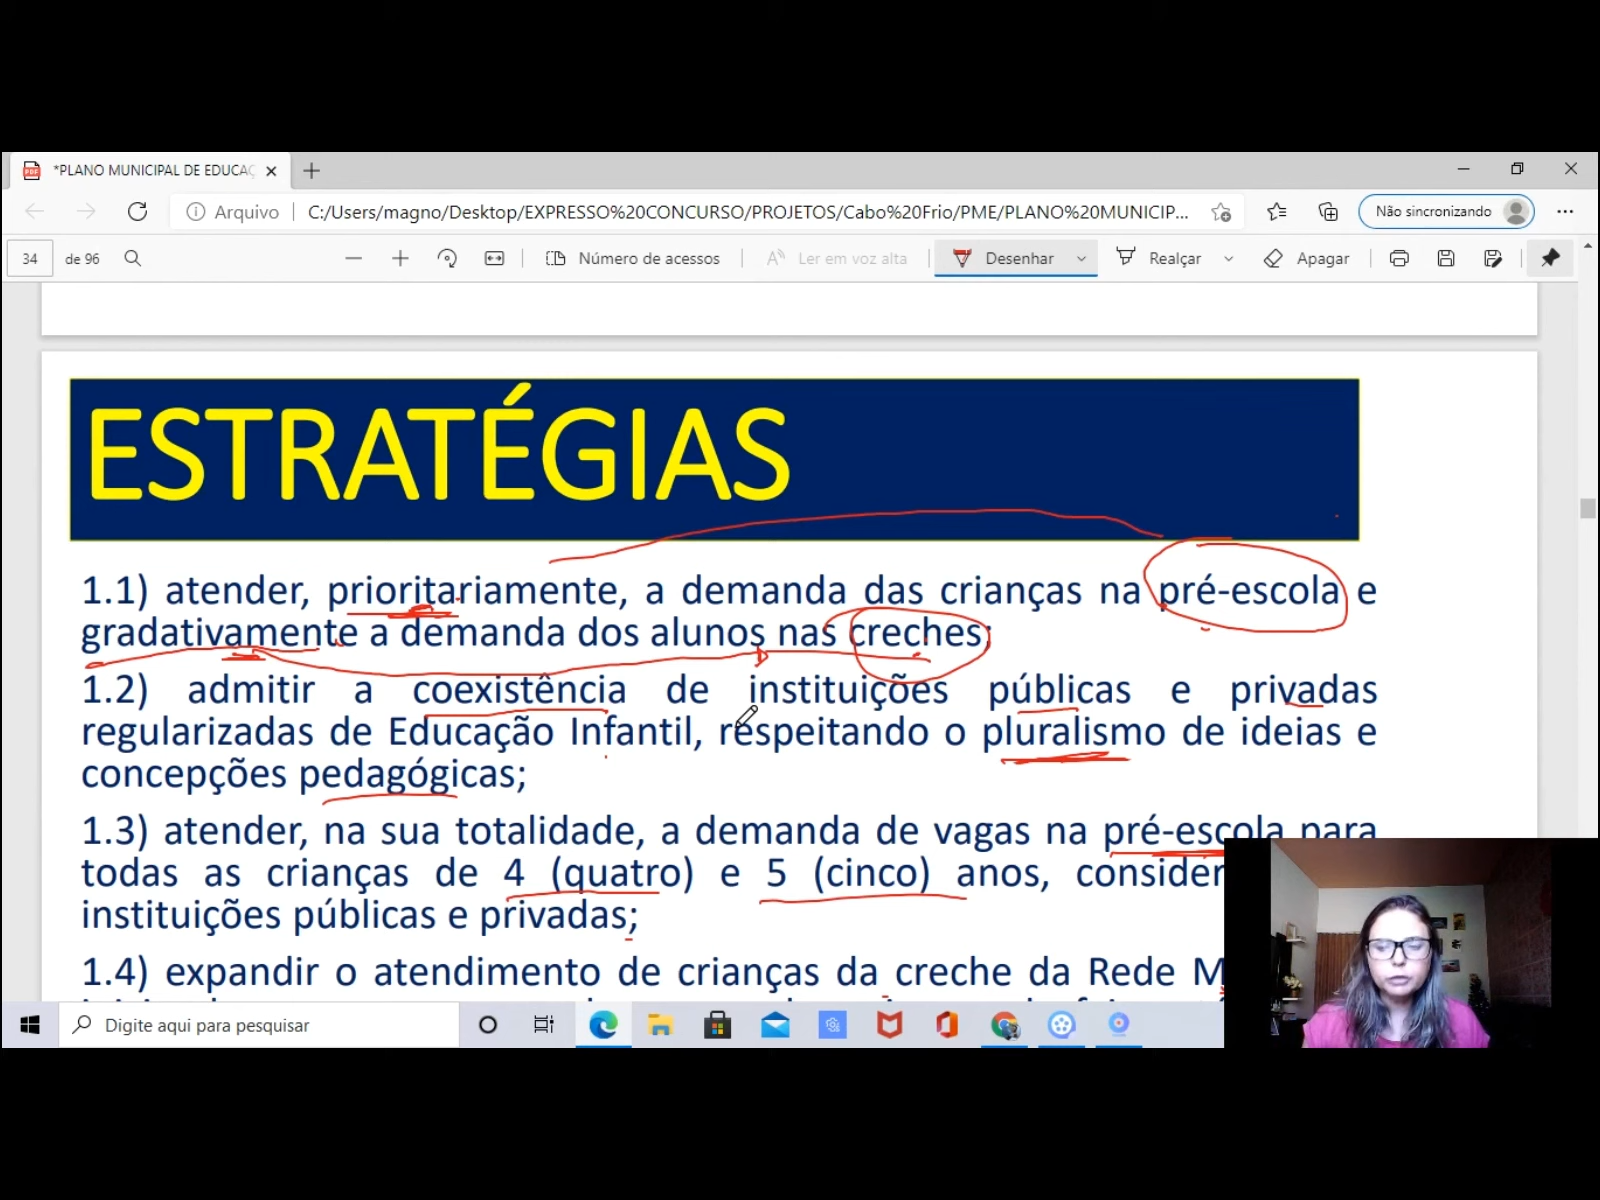 *PLANO MUNICIPAL DE EDUCAÇ
Arquivo C:/Users/magno/Desktop/EXPRESSO%20CONCURSO/PROJETOS/Cabo%20Frio/PME/PLANO%20MUNICIP... Não sincronizando
34 de 96 Número de acessos Ler em voz alta Desenhar Realçar Apagar
ESTRATÉGIAS
1.1) atender, prioritariamente, a demanda das crianças na pré-escola e
gradativamente a demanda dos alunos nas creches;
1.2) admitir a coexistência de instituições públicas e privadas
regularizadas de Educação Infantil, respeitando o pluralismo de ideias e
concepções pedagógicas;
1.3) atender, na sua totalidade, a demanda de vagas na pré-escola para
todas as crianças de 4 (quatro) e 5 (cinco) anos, consider
instituições públicas e privadas;
1.4) expandir o atendimento de crianças da creche da Rede M
Digite aqui para pesquisar